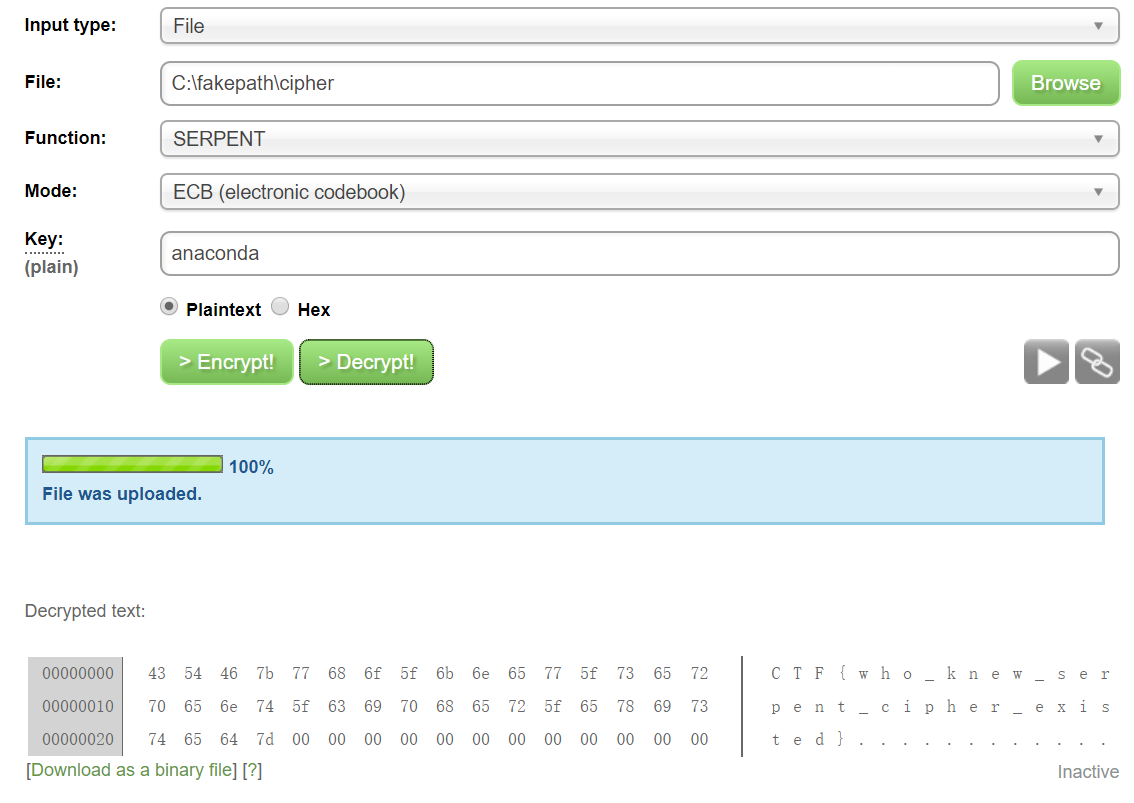 Input type: File
File: C:\fakepath\cipher Browse
Function: SERPENT
Mode: ECB (electronic codebook)
Key: anaconda
(plain)
Plaintext Hex
> Encrypt! > Decrypt!
100%
File was uploaded.
Decrypted text:
00000000 43 54 46 7b 77 68 6f 5f 6b 6e 65 77 5f 73 65 72 C T F { w h o _ k n e w _ s e r
00000010 70 65 6e 74 5f 63 69 70 68 65 72 5f 65 78 69 73 p e n t _ c i p h e r _ e x i s
00000020 74 65 64 7d 00 00 00 00 00 00 00 00 00 00 00 00 t e d } . . . . . . . . . . . .
[Download as a binary file] [?] Inactive